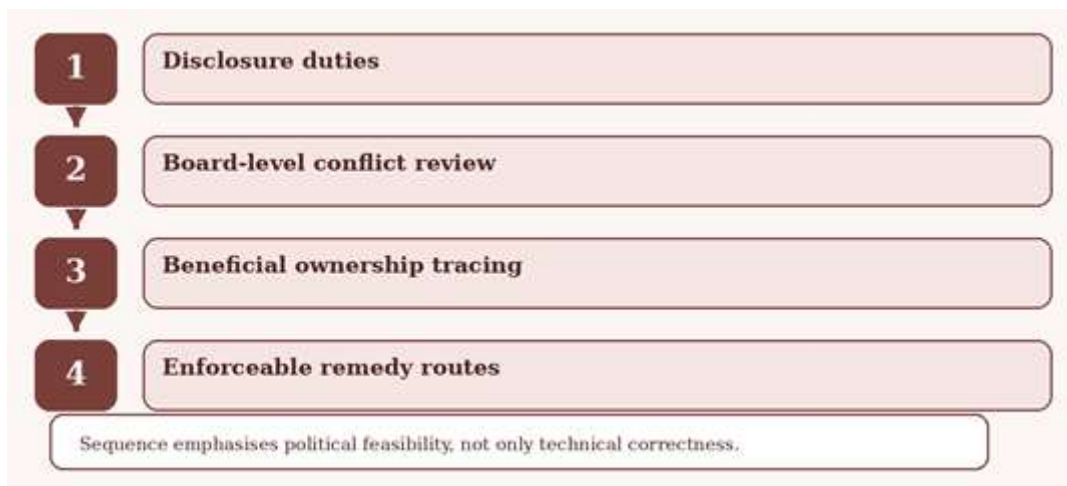 1
Disclosure duties
2
Board-level conflict review
3
Beneficial ownership tracing
4
Enforceable remedy routes
Sequence emphasises political feasibility, not only technical correctness.